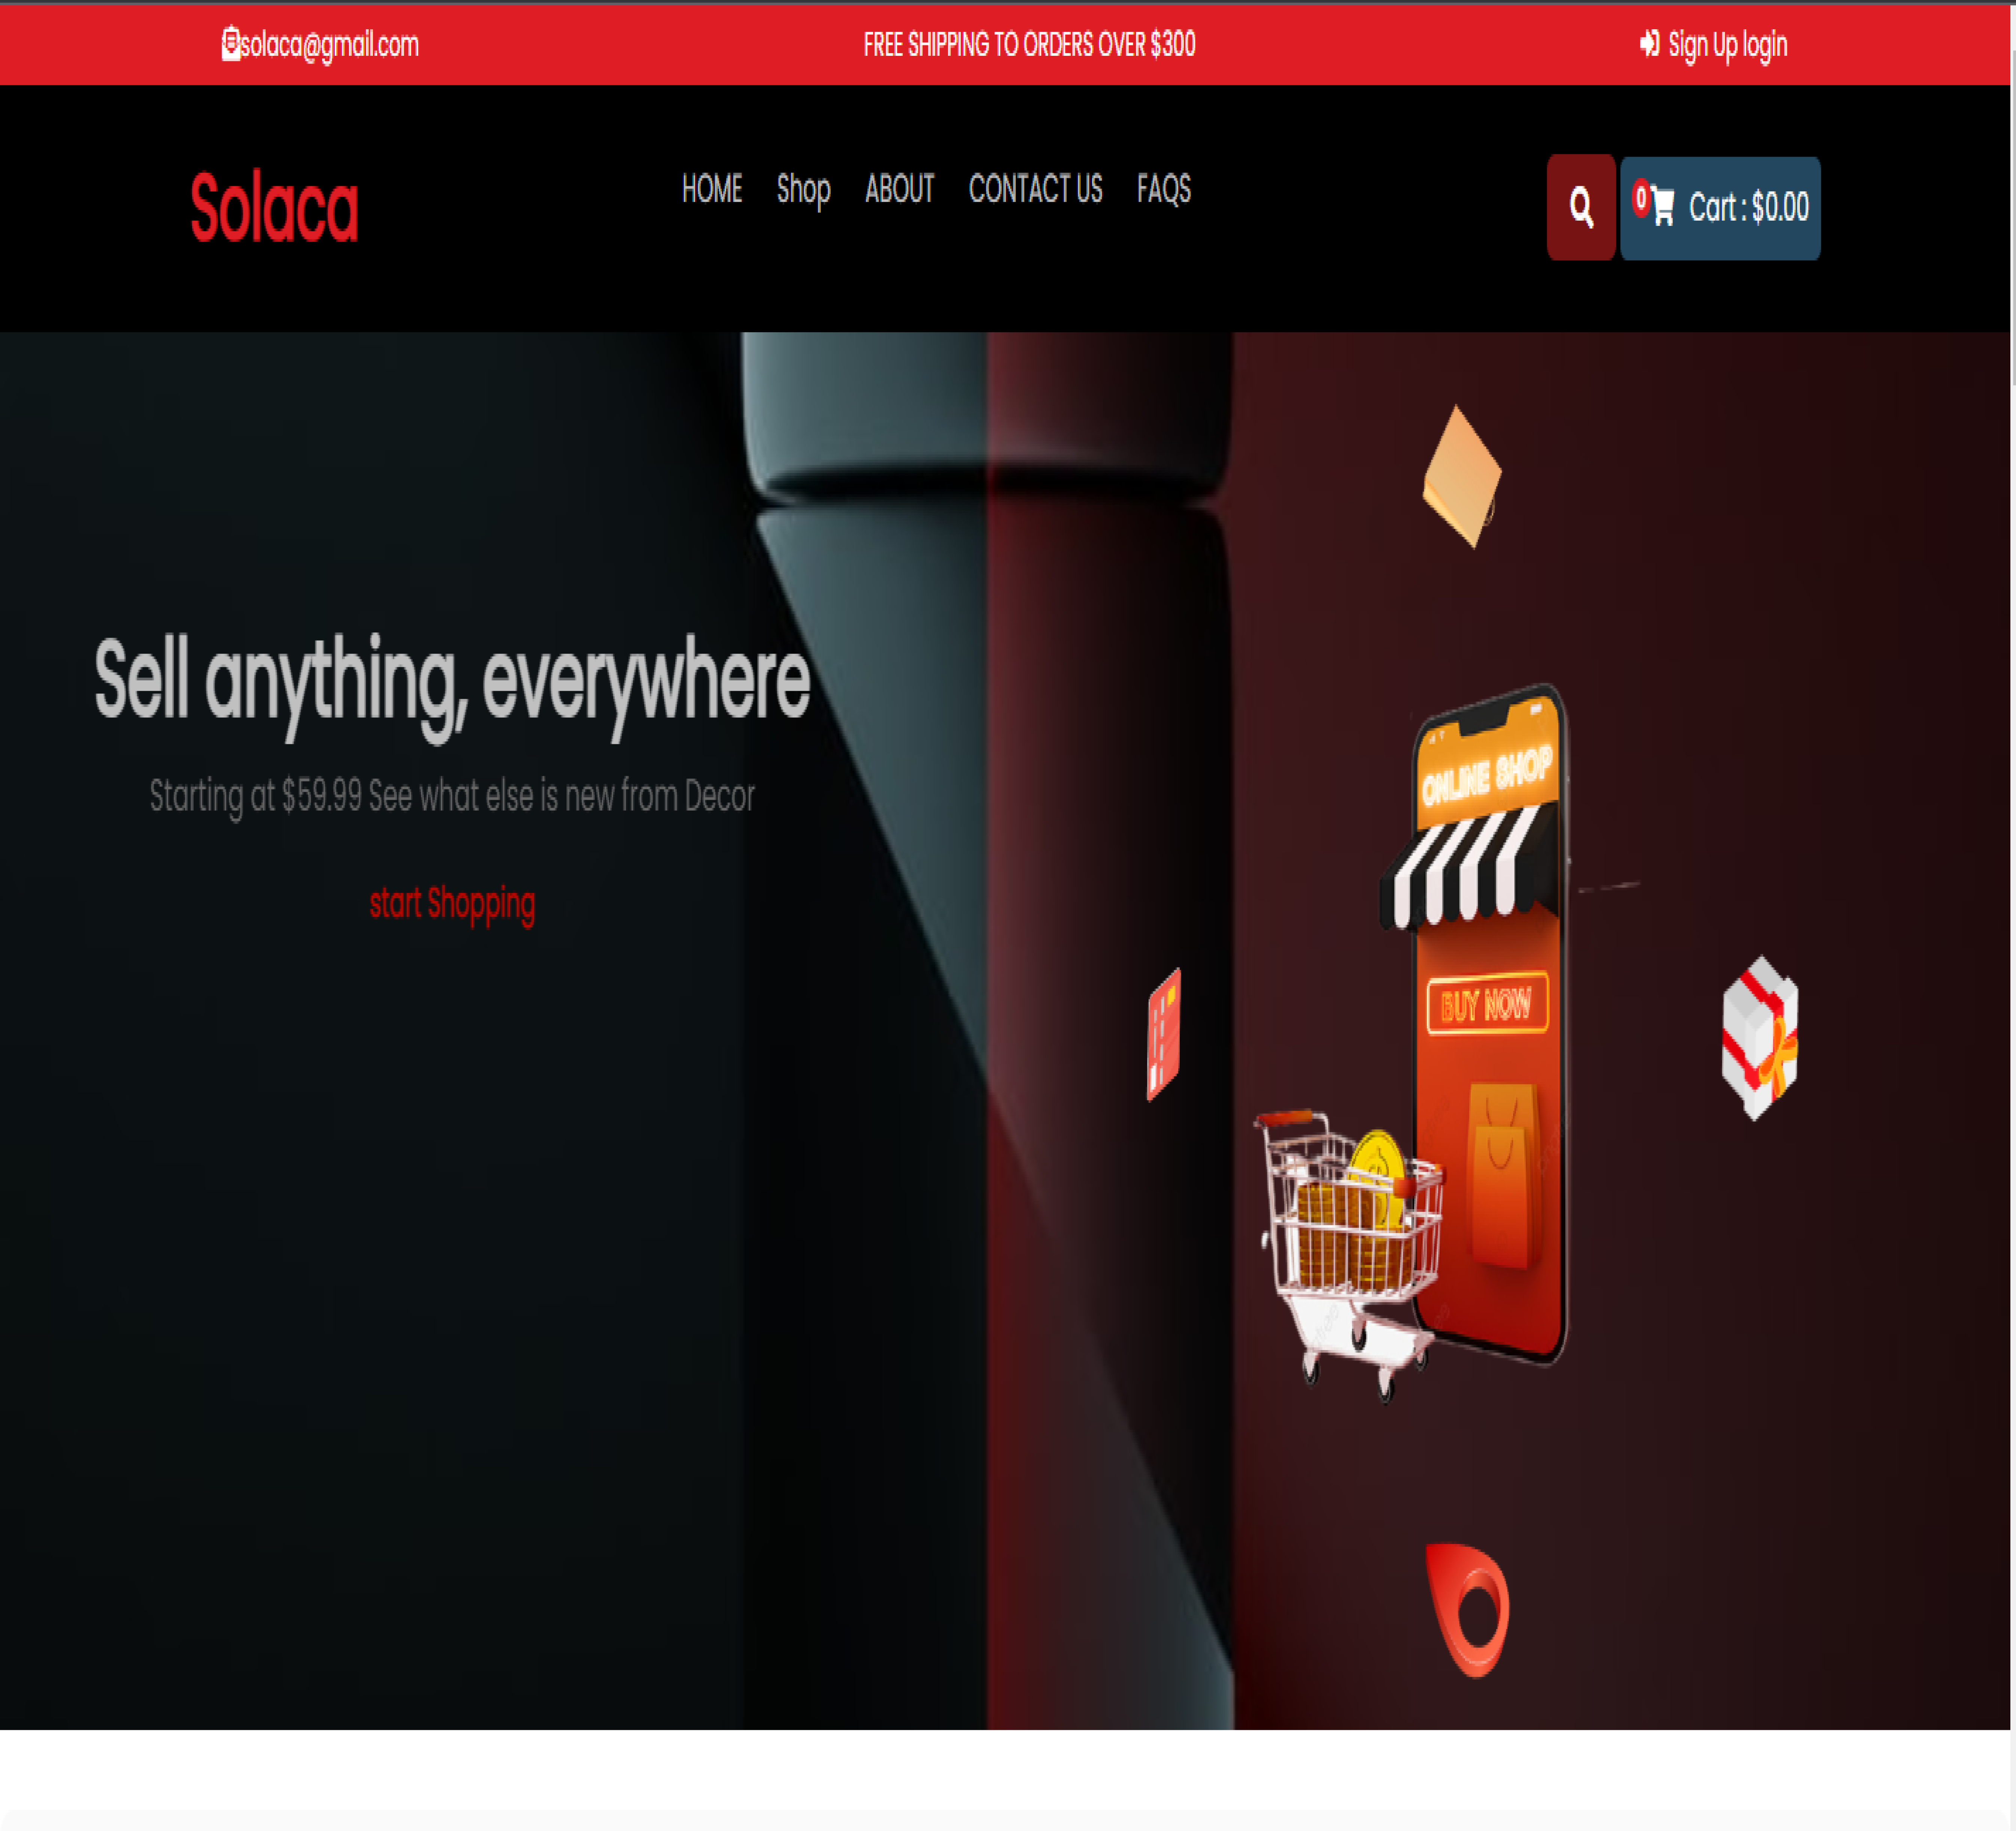 solaca@gmail.com
FREE SHIPPING TO ORDERS OVER $300
Sign Up login
Solaca
HOME Shop ABOUT CONTACT US FAQS
0 Cart : $0.00
Sell anything, everywhere
Starting at $59.99 See what else is new from Decor
start Shopping
ONLINE SHOP
BUY NOW